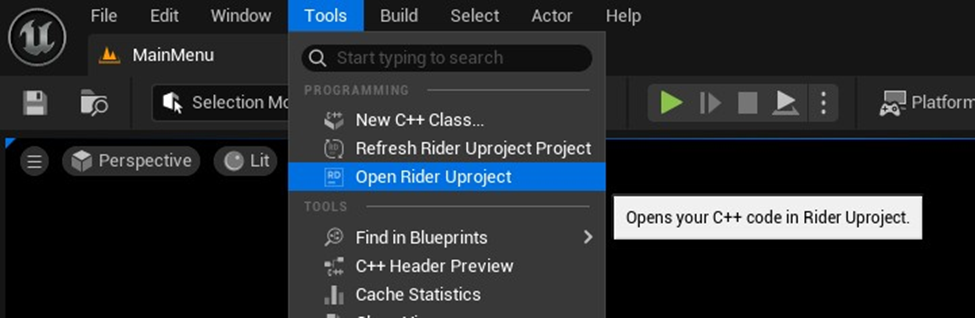 File Edit Window Tools Build Select Actor Help
MainMenu
Start typing to search
Selection Mo
Platform
PROGRAMMING
New C++ Class...
Refresh Rider Uproject Project
Perspective Lit
Open Rider Uproject
Opens your C++ code in Rider Uproject.
TOOLS
Find in Blueprints
C++ Header Preview
Cache Statistics